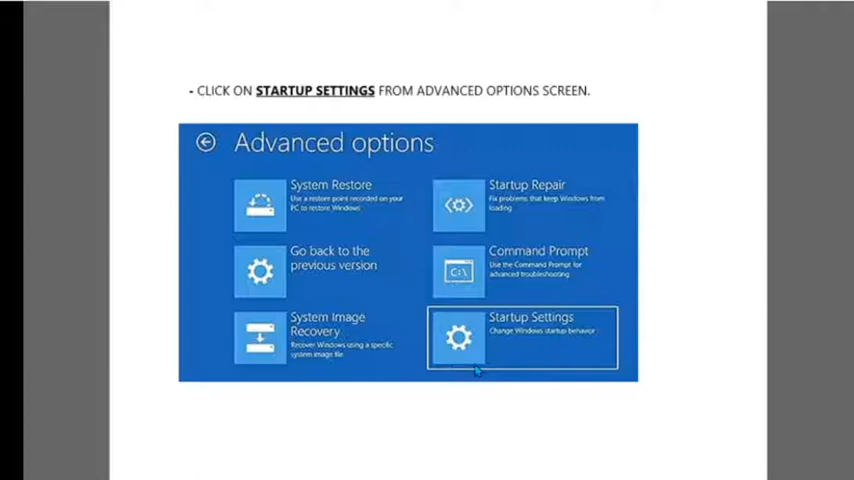 - CLICK ON STARTUP SETTINGS FROM ADVANCED OPTIONS SCREEN.
Advanced options
System Restore
Use a restore point recorded on your
PC to restore Windows
Startup Repair
Fix problems that keep Windows from
loading
Go back to the
previous version
Command Prompt
Use the Command Prompt for
advanced troubleshooting
C:\
System Image
Recovery
Recover Windows using a specific
system image file
Startup Settings
Change Windows startup behavior